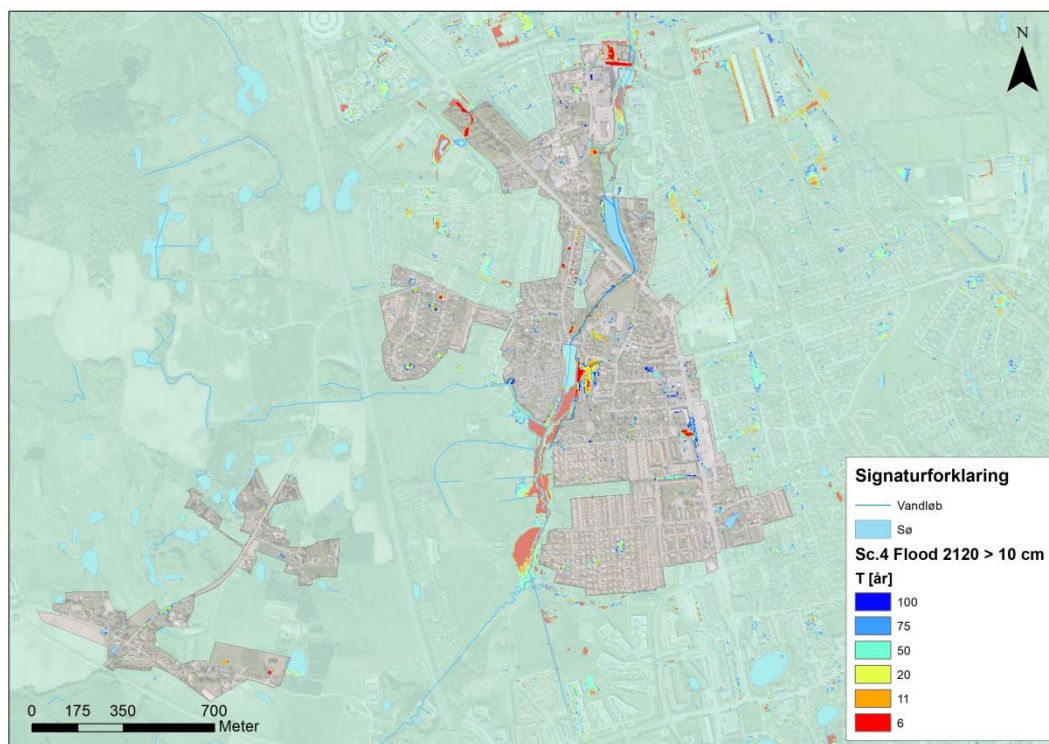 N
Signaturforklaring
Vandløb
Sø
Sc.4 Flood 2120 > 10 cm
T [år]
100
75
50
20
11
6
0 175 350 700
Meter